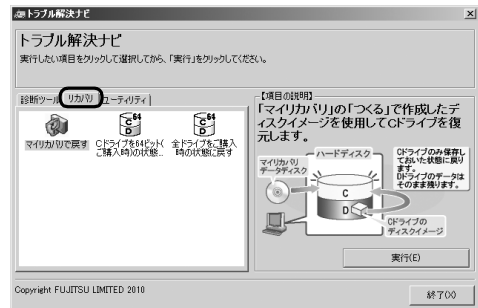 トラブル解決ナビ
トラブル解決ナビ
実行したい項目をクリックして選択してから、「実行」をクリックしてください。
診断ツール
リカバリ
ユーティリティ
マイリカバリで戻す
Cドライブを64ビット(
ご購入時)の状態...
全ドライブをご購入
時の状態に戻す
【項目の説明】
「マイリカバリ」の「つくる」で作成したデ
ィスクイメージを使用してCドライブを復
元します。
マイリカバリ
データディスク
ハードディスク
Cドライブのみ保存し
ておいた状態に戻り
ます。
Dドライブのデータは
そのまま残ります。
C
D
Cドライブの
ディスクイメージ
実行(E)
Copyright FUJITSU LIMITED 2010
終了(X)